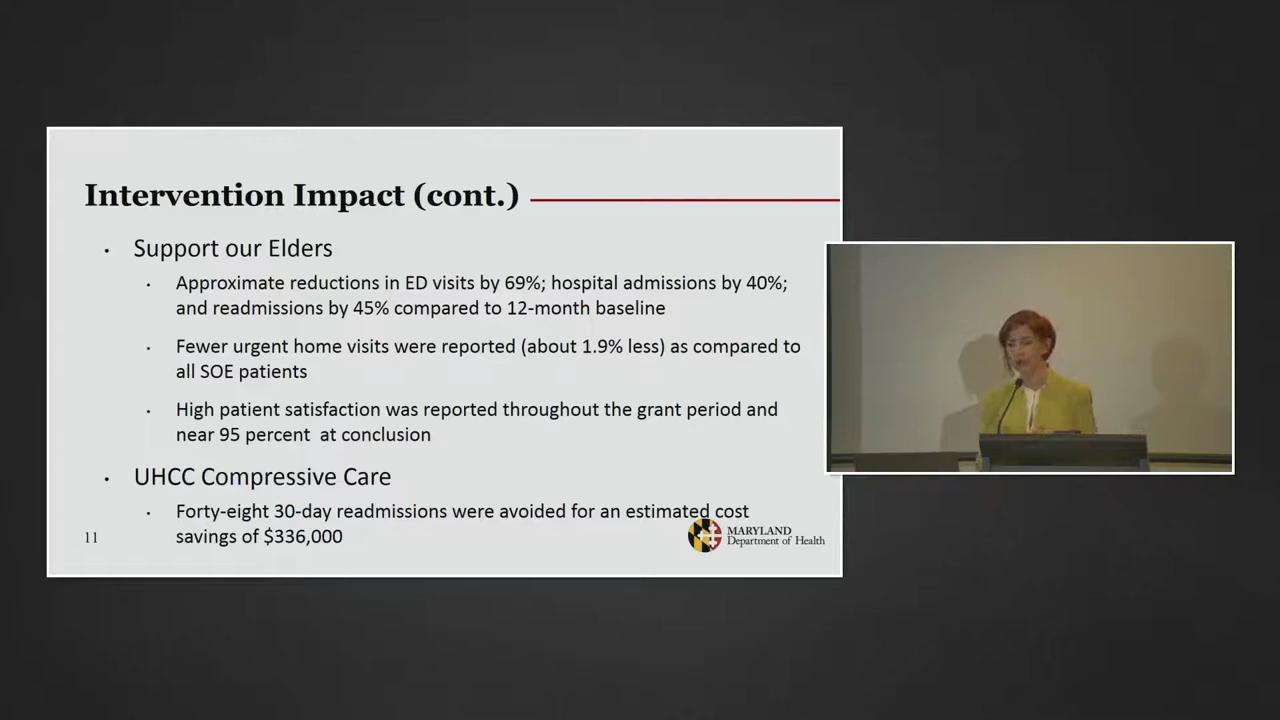 Intervention Impact (cont.)
• Support our Elders
• Approximate reductions in ED visits by 69%; hospital admissions by 40%;
and readmissions by 45% compared to 12-month baseline
• Fewer urgent home visits were reported (about 1.9% less) as compared to
all SOE patients
• High patient satisfaction was reported throughout the grant period and
near 95 percent at conclusion
• UHCC Compressive Care
• Forty-eight 30-day readmissions were avoided for an estimated cost
savings of $336,000
11
MARYLAND
Department of Health